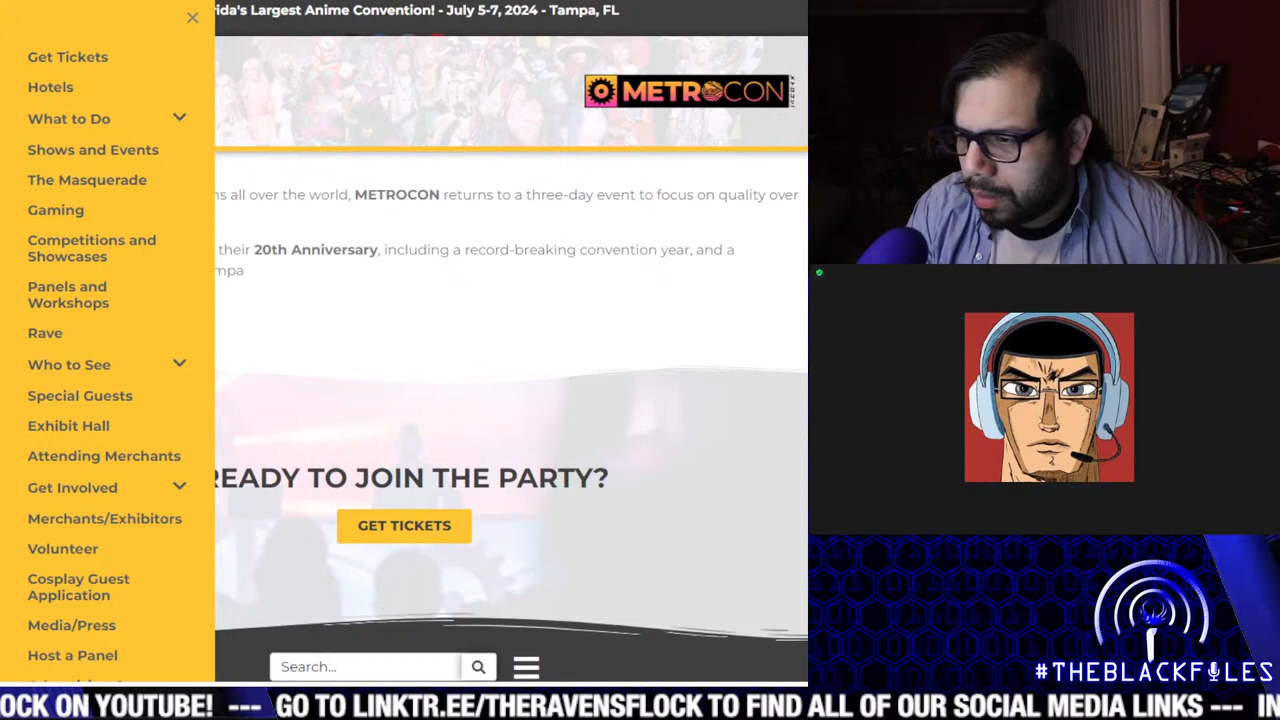 rida's Largest Anime Convention! - July 5-7, 2024 - Tampa, FL
Get Tickets
Hotels
What to Do
Shows and Events
The Masquerade
Gaming
Competitions and
Showcases
Panels and
Workshops
Rave
Who to See
Special Guests
Exhibit Hall
Attending Merchants
Get Involved
Merchants/Exhibitors
Volunteer
Cosplay Guest
Application
Media/Press
Host a Panel
METROCON
ns all over the world, METROCON returns to a three-day event to focus on quality over
their 20th Anniversary, including a record-breaking convention year, and a
mpa
READY TO JOIN THE PARTY?
GET TICKETS
Search...
#THEBLACKFILES
OCK ON YOUTUBE! --- GO TO LINKTR.EE/THERAVENSFLOCK TO FIND ALL OF OUR SOCIAL MEDIA LINKS --- IN